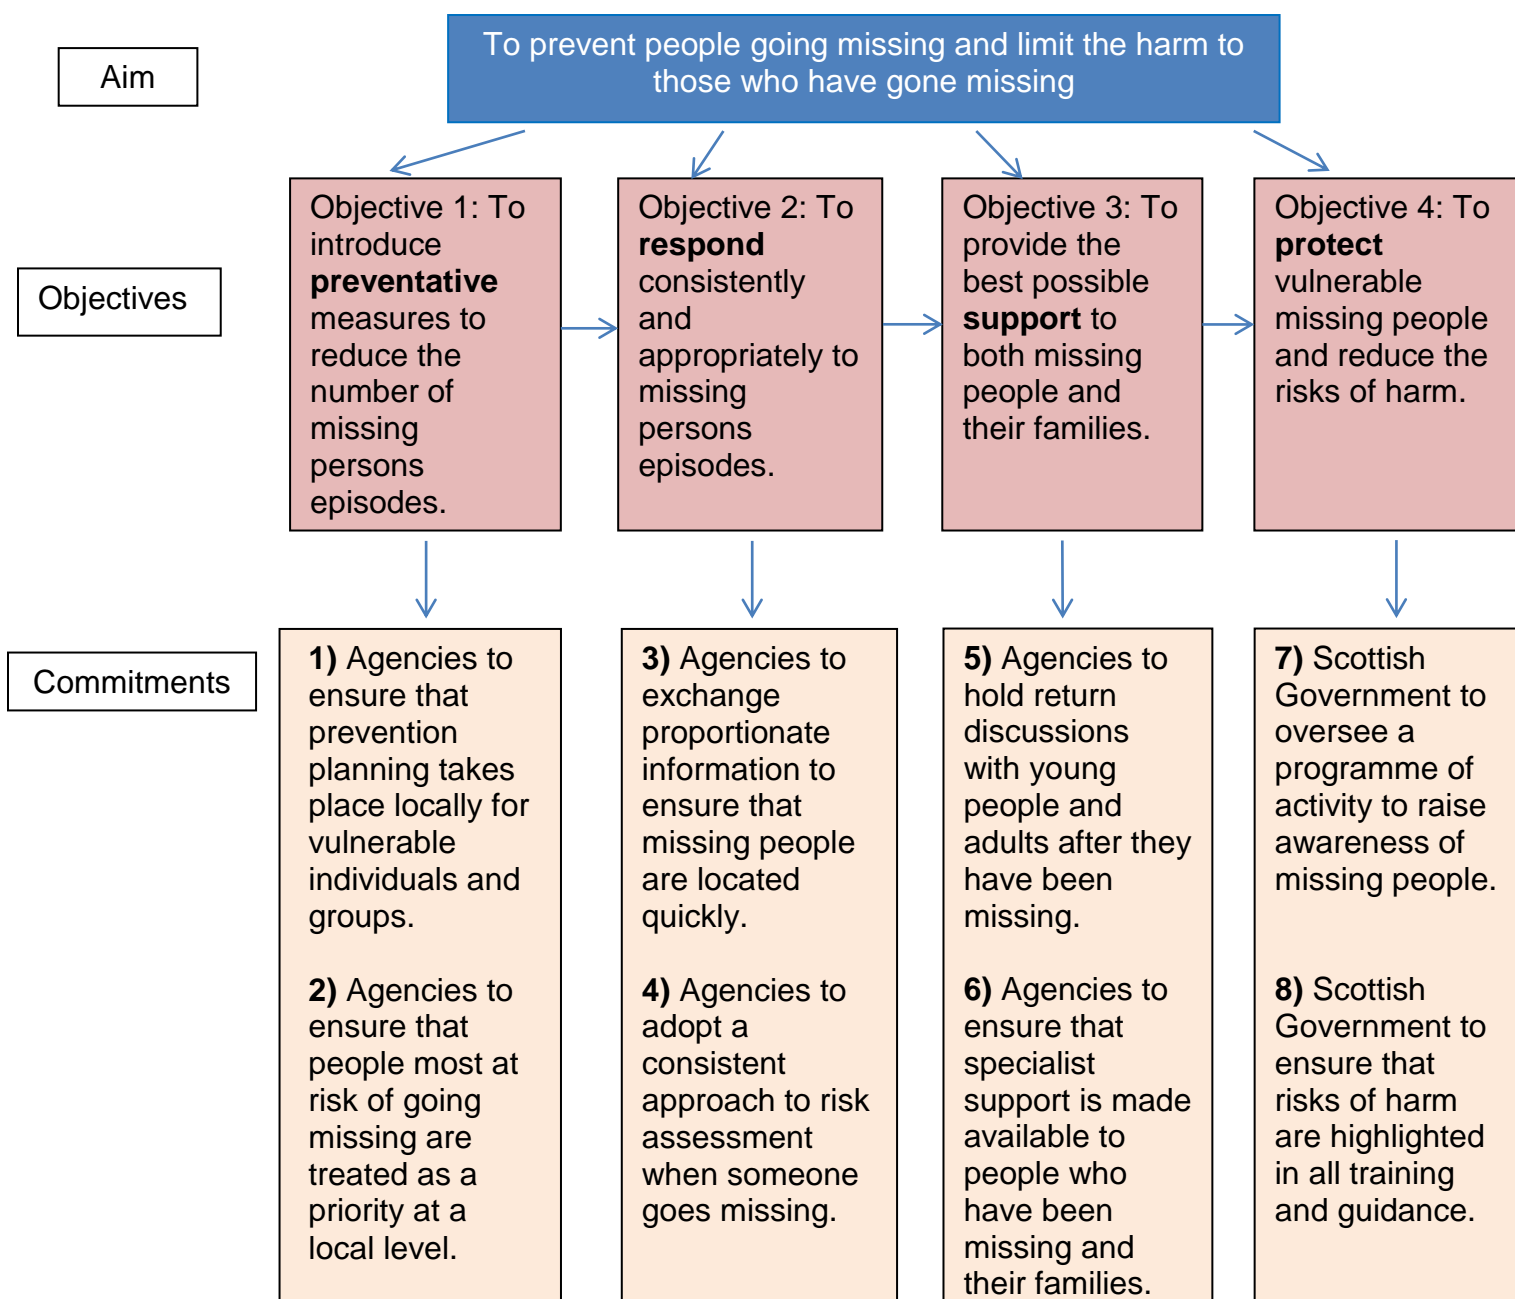 Aim
To prevent people going missing and limit the harm to
those who have gone missing
Objectives
Objective 1: To
introduce
preventative
measures to
reduce the
number of
missing
persons
episodes.
Objective 2: To
respond
consistently
and
appropriately to
missing
persons
episodes.
Objective 3: To
provide the
best possible
support to
both missing
people and
their families.
Objective 4: To
protect
vulnerable
missing people
and reduce the
risks of harm.
Commitments
1) Agencies to
ensure that
prevention
planning takes
place locally for
vulnerable
individuals and
groups.
2) Agencies to
ensure that
people most at
risk of going
missing are
treated as a
priority at a
local level.
3) Agencies to
exchange
proportionate
information to
ensure that
missing people
are located
quickly.
4) Agencies to
adopt a
consistent
approach to risk
assessment
when someone
goes missing.
5) Agencies to
hold return
discussions
with young
people and
adults after they
have been
missing.
6) Agencies to
ensure that
specialist
support is made
available to
people who
have been
missing and
their families.
7) Scottish
Government to
oversee a
programme of
activity to raise
awareness of
missing people.
8) Scottish
Government to
ensure that
risks of harm
are highlighted
in all training
and guidance.